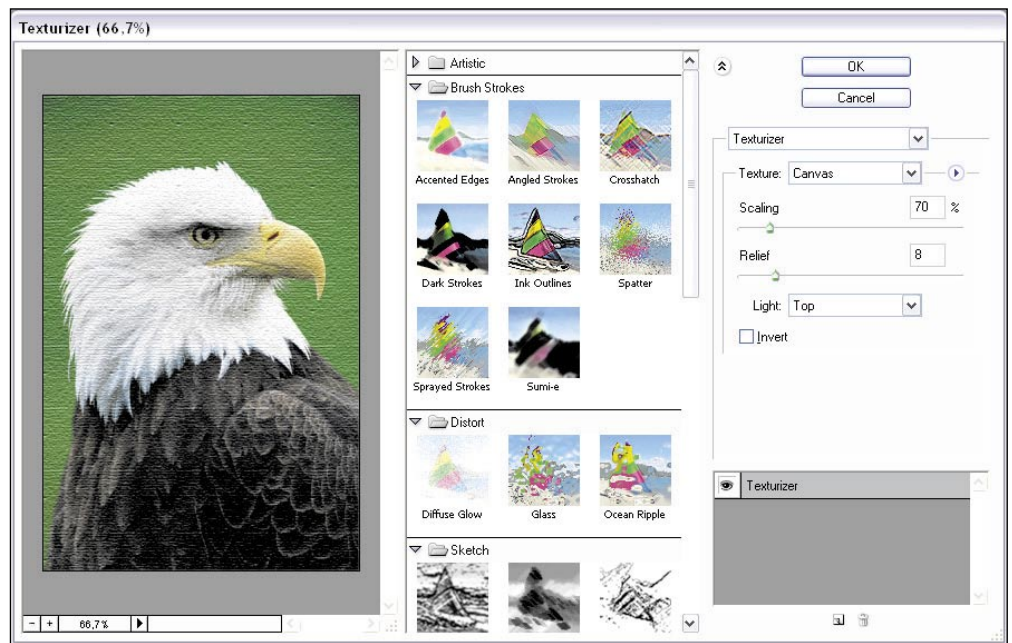 Texturizer (66,7%)
Artistic
Brush Strokes
Accented Edges
Angled Strokes
Crosshatch
Dark Strokes
Ink Outlines
Spatter
Sprayed Strokes
Sumi-e
Distort
Diffuse Glow
Glass
Ocean Ripple
Sketch
66,7%
OK
Cancel
Texturizer
Texture: Canvas
Scaling 70 %
Relief 8
Light: Top
Invert
Texturizer